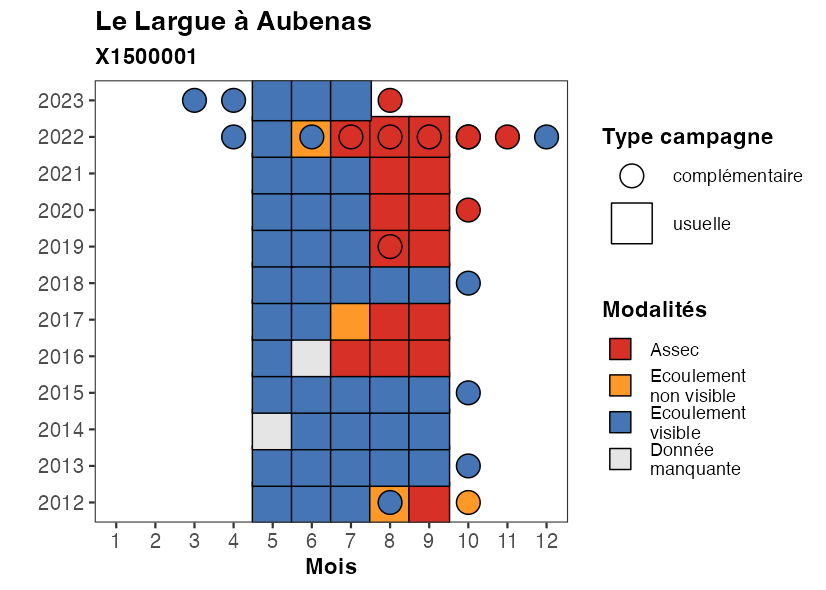 Le Largue à Aubenas
X1500001
2023
2022
2021
2020
2019
2018
2017
2016
2015
2014
2013
2012
1 2 3 4 5 6 7 8 9 10 11 12
Mois
Type campagne
complémentaire
usuelle
Modalités
Assec
Ecoulement
non visible
Ecoulement
visible
Donnée
manquante